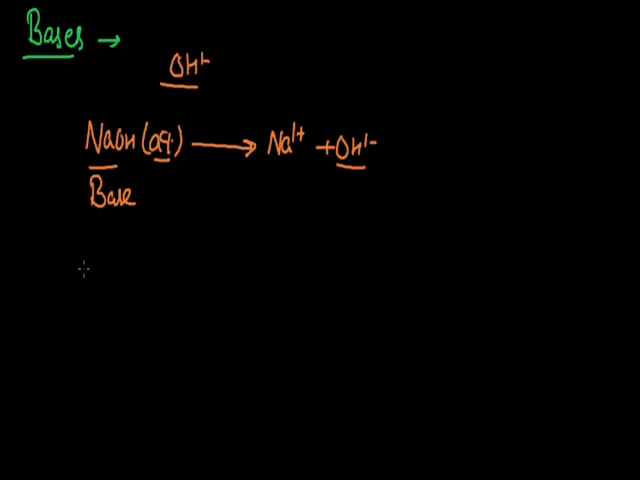 Bases →
OH¹⁻
NaOH (aq.) ⟶ Na¹⁺ + OH¹⁻
Base